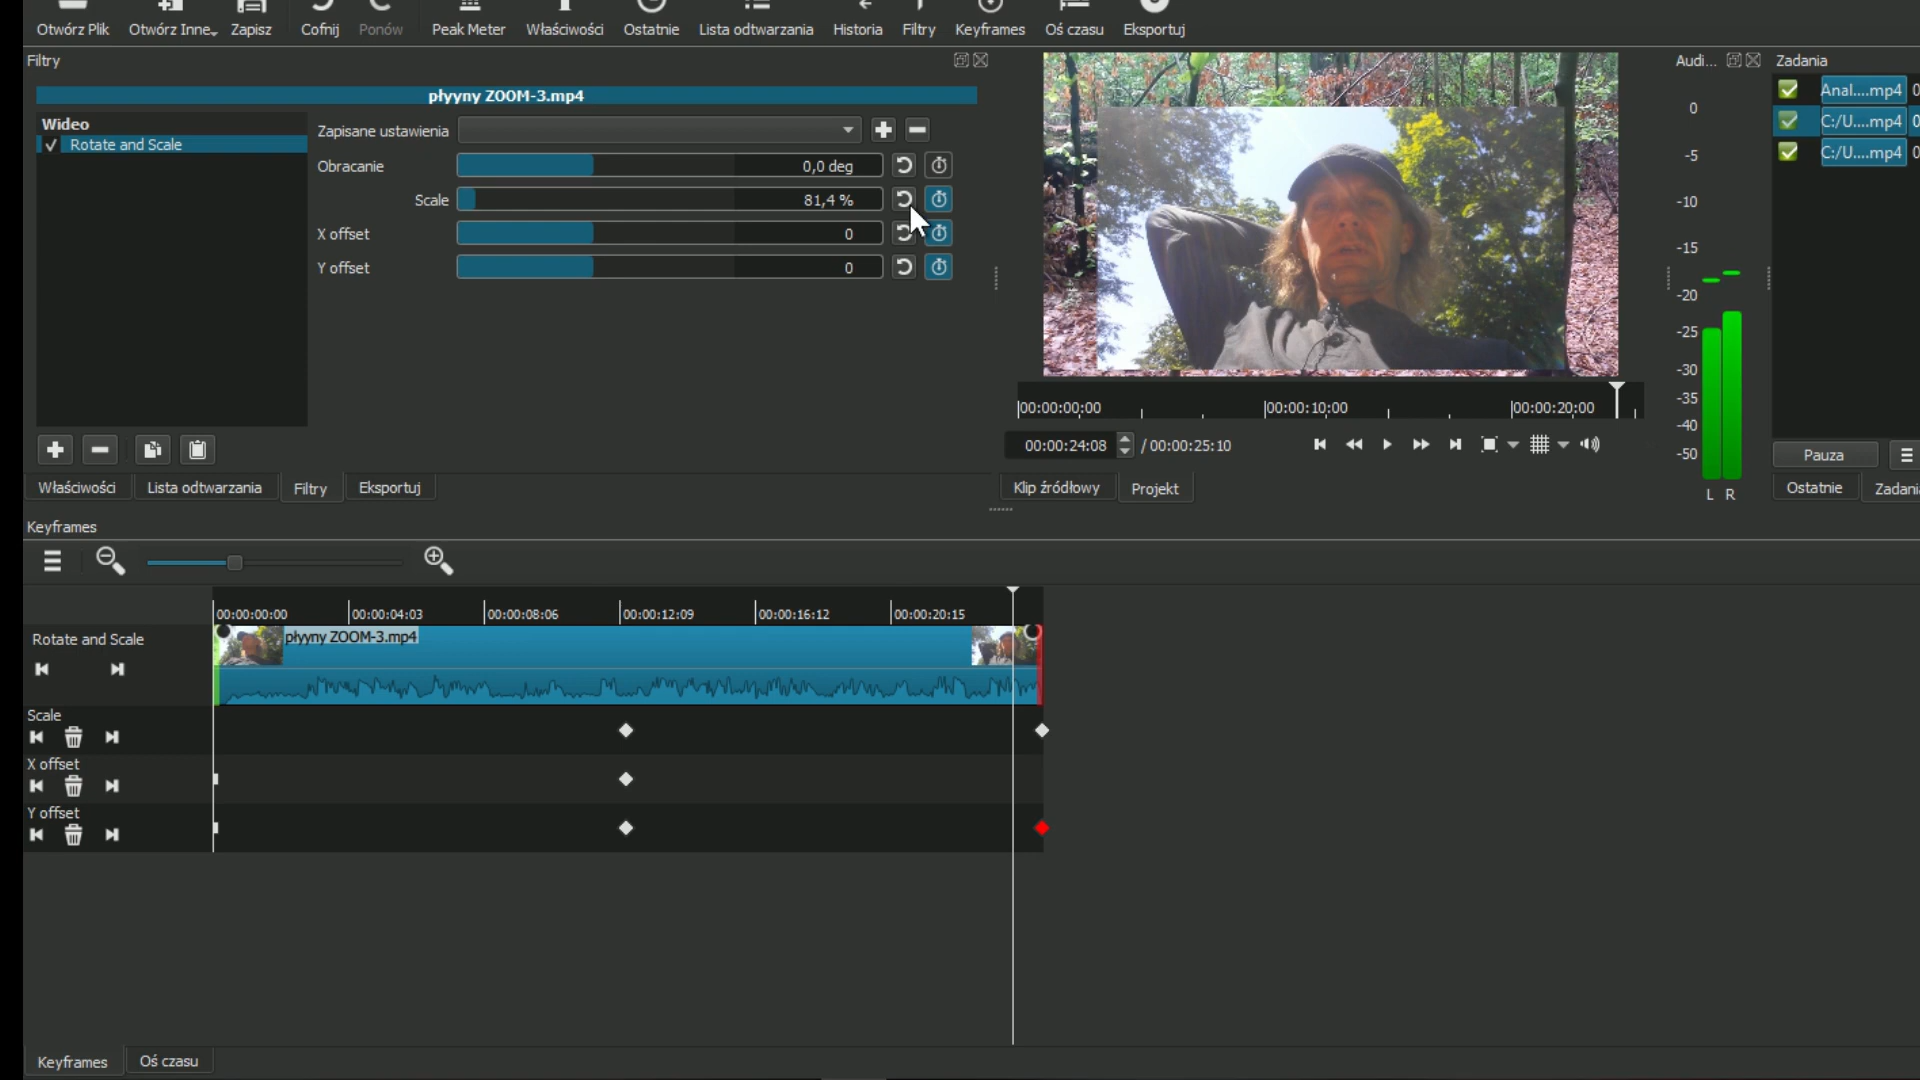 Otwórz Plik Otwórz Inne Zapisz Cofnij Ponów Peak Meter Właściwości Ostatnie Lista odtwarzania Historia Filtry Keyframes Oś czasu Eksportuj
Filtry
płyyny ZOOM-3.mp4
Wideo
Rotate and Scale
Zapisane ustawienia
Obracanie 0,0 deg
Scale 81,4 %
X offset 0
Y offset 0
Właściwości Lista odtwarzania Filtry Eksportuj
00:00:00;00 00:00:10;00 00:00:20;00
00:00:24:08 / 00:00:25:10
Klip źródłowy Projekt
Audi...
0
-5
-10
-15
-20
-25
-30
-35
-40
-50
L R
Zadania
Anal....mp4 0
C:/U....mp4 0
C:/U....mp4 0
Pauza
Ostatnie Zadani
Keyframes
00:00:00:00 00:00:04:03 00:00:08:06 00:00:12:09 00:00:16:12 00:00:20:15
Rotate and Scale
płyyny ZOOM-3.mp4
Scale
X offset
Y offset
Keyframes Oś czasu